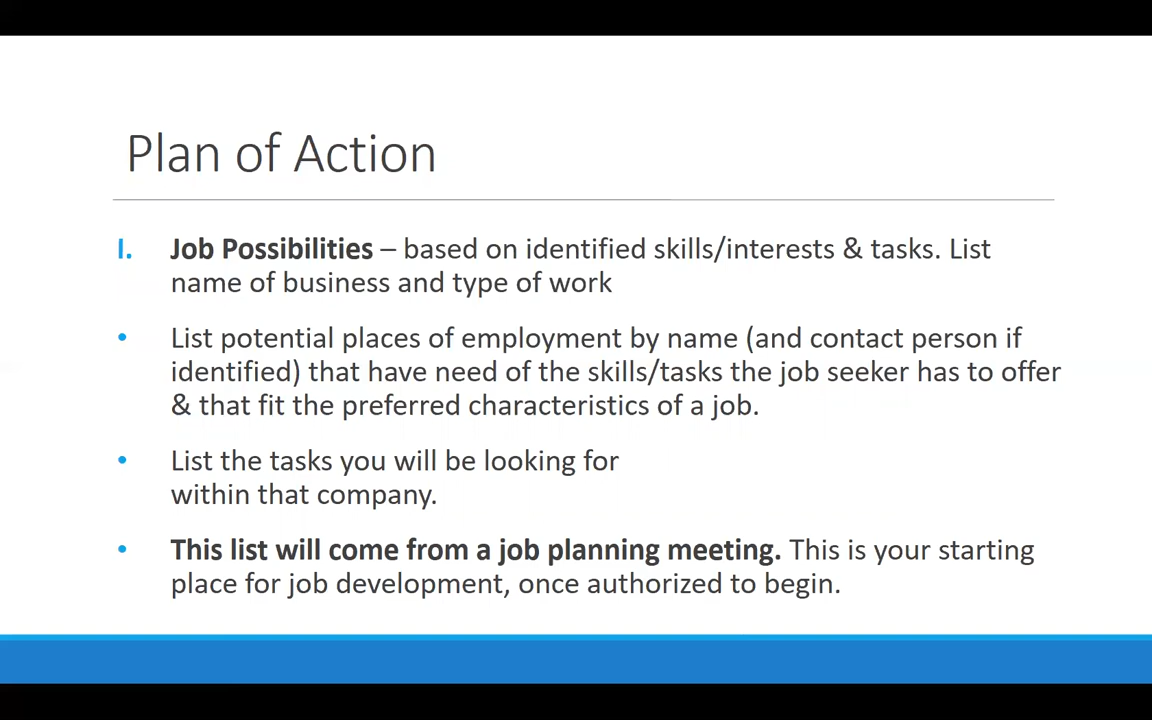 Plan of Action
I. Job Possibilities – based on identified skills/interests & tasks. List
name of business and type of work
• List potential places of employment by name (and contact person if
identified) that have need of the skills/tasks the job seeker has to offer
& that fit the preferred characteristics of a job.
• List the tasks you will be looking for
within that company.
• This list will come from a job planning meeting. This is your starting
place for job development, once authorized to begin.